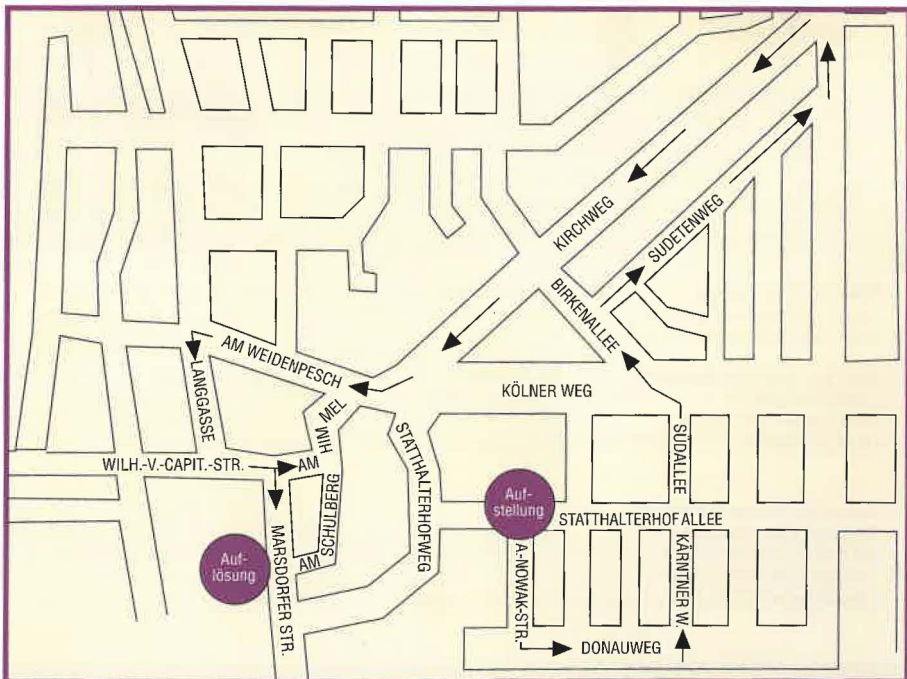 KIRCHWEG
SUDETENWEG
BIRKENALLEE
AM WEIDENPESCH
LANGGASSE
KÖLNER WEG
HIM
MEL
AM
WILH.-V.-CAPIT.-STR.
STATTHALTERHOFWEG
SÜDALLEE
Auf-
stellung
STATTHALTERHOFALLEE
SCHULBERG
AM
MARSDORFER STR.
Auf-
lösung
A.-NOWAK-STR.
KÄRNTNER W.
DONAUWEG